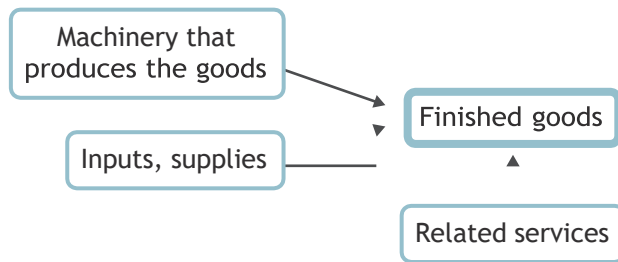 Machinery that
produces the goods
Finished goods
Inputs, supplies
Related services